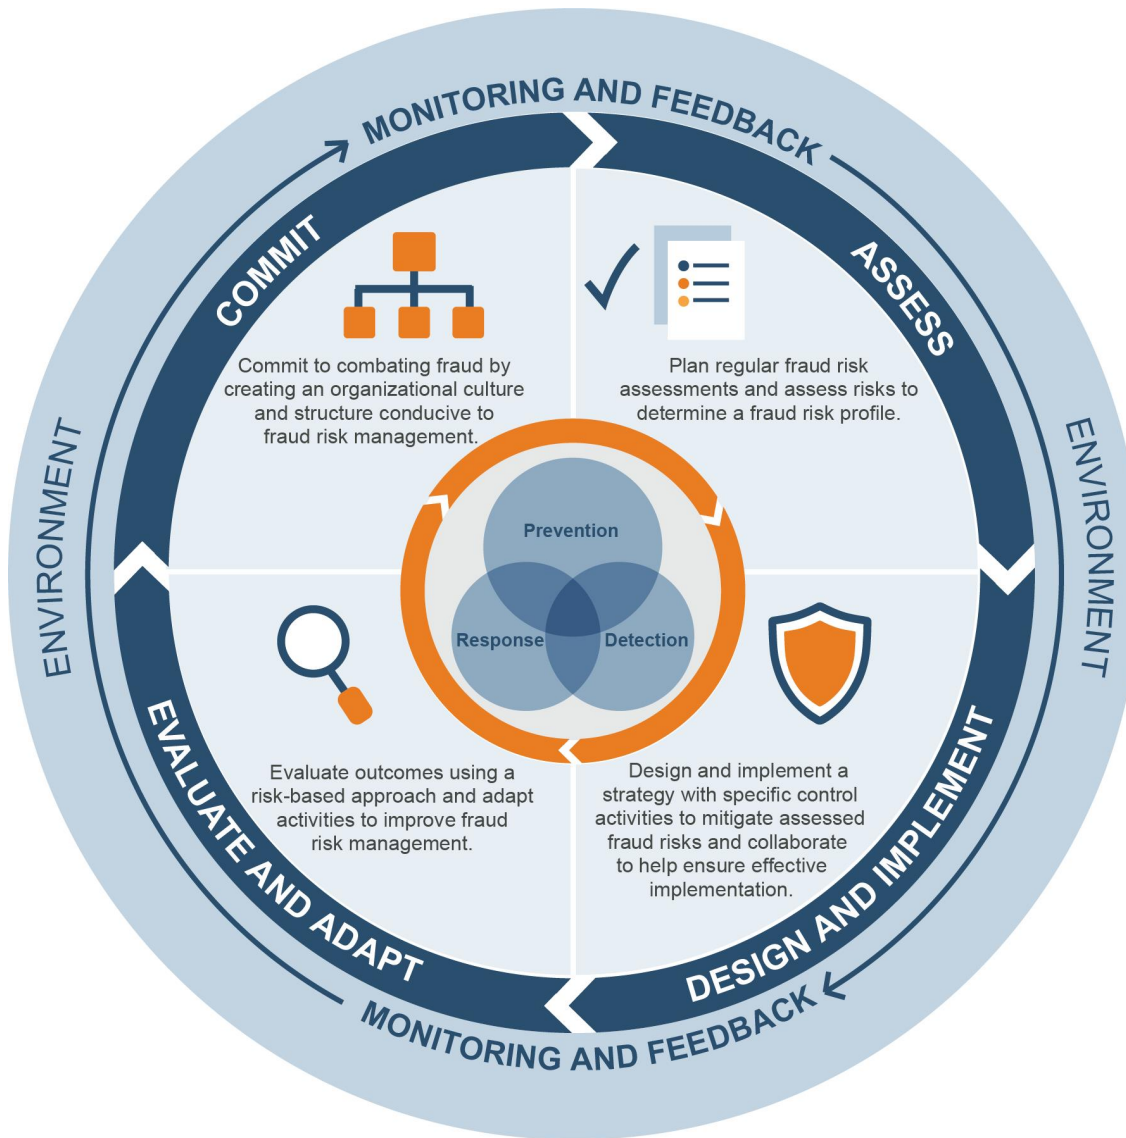 MONITORING AND FEEDBACK
COMMIT
ASSESS
Commit to combating fraud by
creating an organizational culture
and structure conducive to
fraud risk management.
Plan regular fraud risk
assessments and assess risks to
determine a fraud risk profile.
ENVIRONMENT
ENVIRONMENT
Prevention
Response
Detection
Evaluate outcomes using a
risk-based approach and adapt
activities to improve fraud
risk management.
Design and implement a
strategy with specific control
activities to mitigate assessed
fraud risks and collaborate
to help ensure effective
implementation.
EVALUATE AND ADAPT
DESIGN AND IMPLEMENT
MONITORING AND FEEDBACK